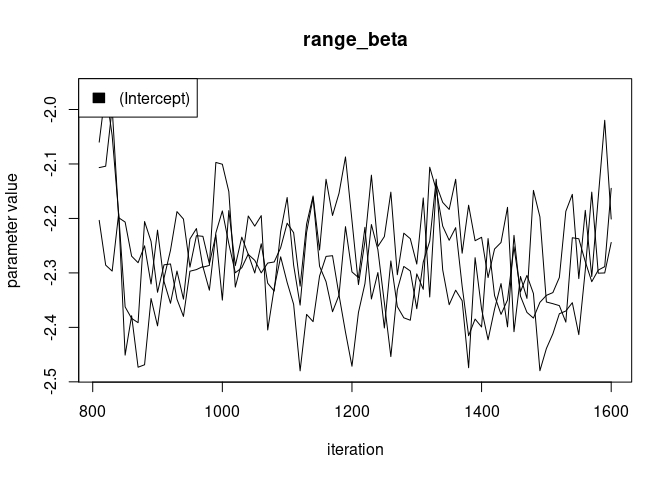 range_beta
(Intercept)
-2.0
-2.1
-2.2
-2.3
-2.4
-2.5
parameter value
800 1000 1200 1400 1600
iteration